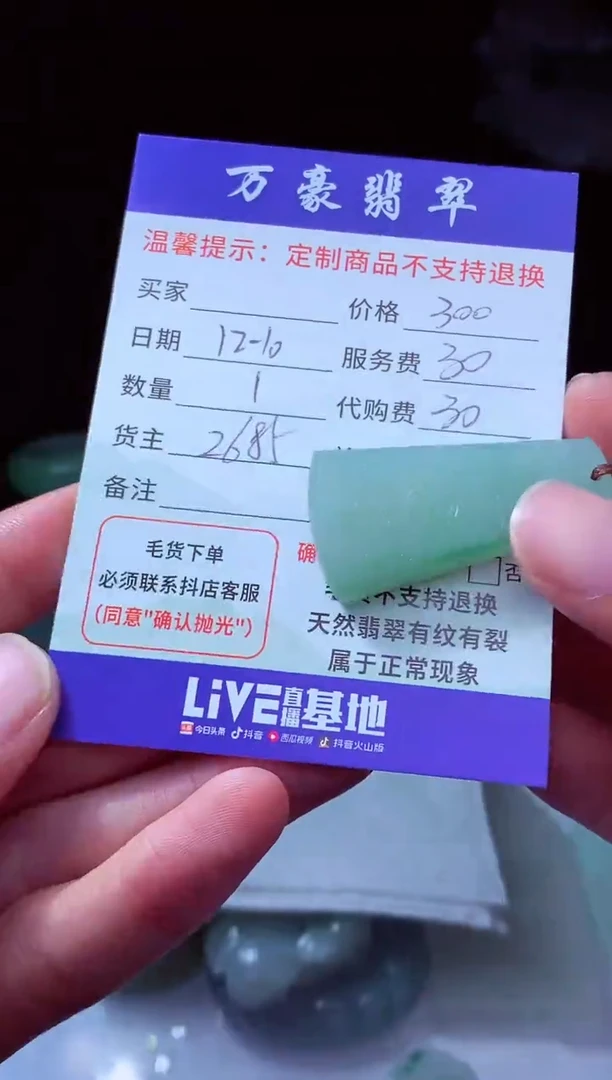 万豪翡翠
温馨提示：定制商品不支持退换
买家 价格 300
日期 12-10 服务费 30
数量 1 代购费 30
货主 2685
备注
确
否
毛货下单
必须联系抖店客服
(同意"确认抛光")
不支持退换
天然翡翠有纹有裂
属于正常现象
LiVE直播基地
今日头条 抖音 西瓜视频 抖音火山版